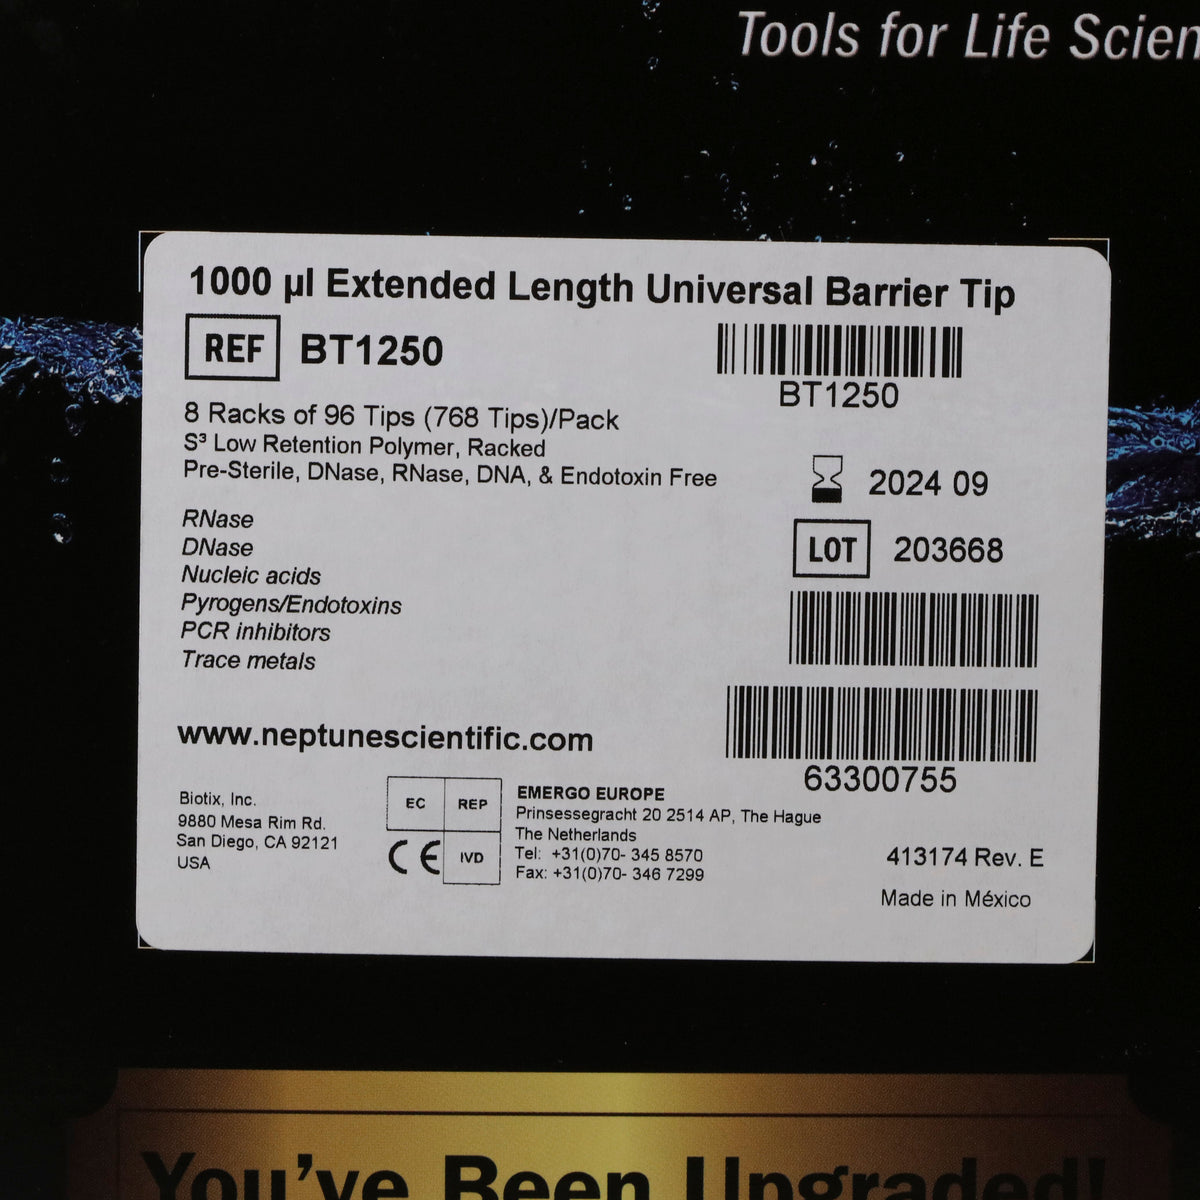 Tools for Life Scien
1000 µl Extended Length Universal Barrier Tip
REF BT1250
BT1250
8 Racks of 96 Tips (768 Tips)/Pack
S³ Low Retention Polymer, Racked
Pre-Sterile, DNase, RNase, DNA, & Endotoxin Free
2024 09
LOT 203668
RNase
DNase
Nucleic acids
Pyrogens/Endotoxins
PCR inhibitors
Trace metals
63300755
www.neptunescientific.com
Biotix, Inc.
9880 Mesa Rim Rd.
San Diego, CA 92121
USA
EC REP
CE IVD
EMERGO EUROPE
Prinsessegracht 20 2514 AP, The Hague
The Netherlands
Tel: +31(0)70- 345 8570
Fax: +31(0)70- 346 7299
413174 Rev. E
Made in México
You've Been Upgraded!